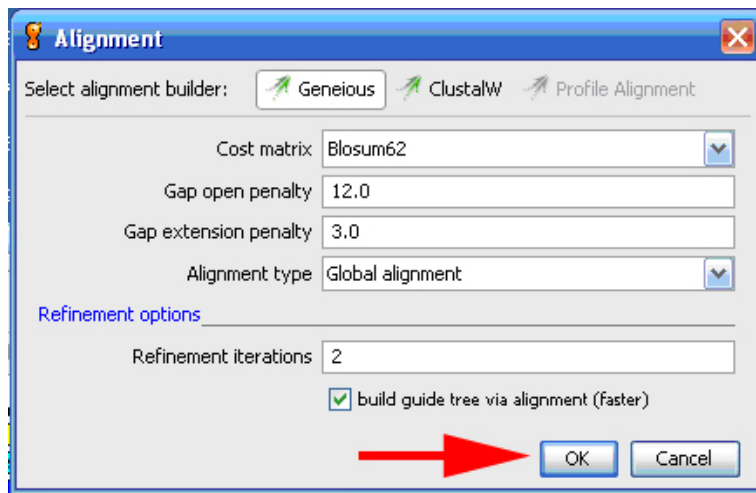 Alignment
Select alignment builder: Geneious ClustalW Profile Alignment
Cost matrix Blosum62
Gap open penalty 12.0
Gap extension penalty 3.0
Alignment type Global alignment
Refinement options
Refinement iterations 2
build guide tree via alignment (faster)
OK Cancel